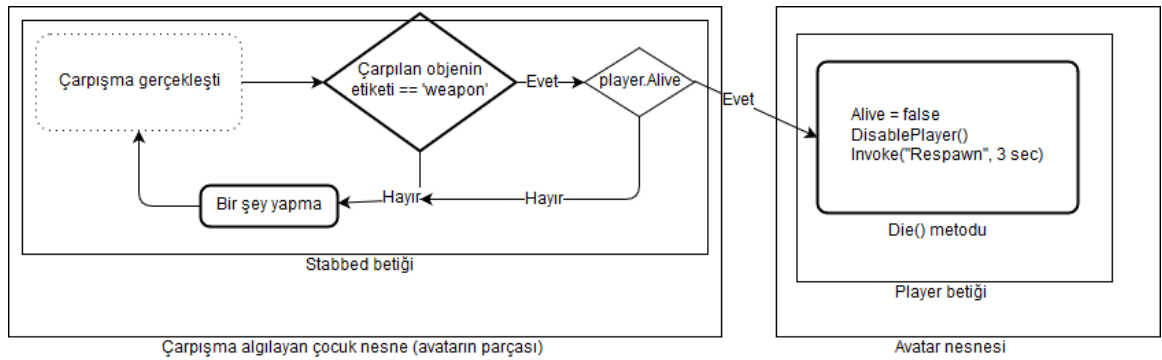 Çarpışma gerçekleşti
Çarpılan objenin
etiketi == 'weapon'
Evet
player.Alive
Evet
Hayır
Hayır
Bir şey yapma
Stabbed betiği
Çarpışma algılayan çocuk nesne (avatarın parçası)
Alive = false
DisablePlayer()
Invoke("Respawn", 3 sec)
Die() metodu
Player betiği
Avatar nesnesi